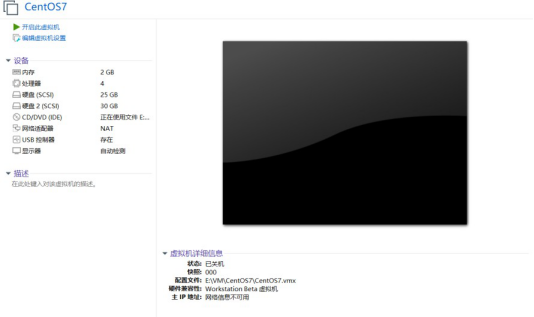 CentOS7
开启此虚拟机
编辑虚拟机设置
设备
内存 2 GB
处理器 4
硬盘 (SCSI) 25 GB
硬盘 2 (SCSI) 30 GB
CD/DVD (IDE) 正在使用文件 E:...
网络适配器 NAT
USB 控制器 存在
显示器 自动检测
描述
在此处键入对该虚拟机的描述。
虚拟机详细信息
状态: 已关机
快照: 000
配置文件: E:\VM\CentOS7\CentOS7.vmx
硬件兼容性: Workstation Beta 虚拟机
主 IP 地址: 网络信息不可用